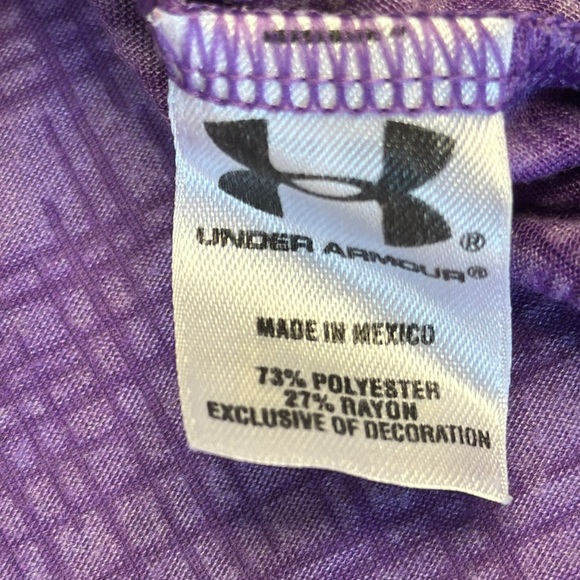 UNDER ARMOUR®
MADE IN MEXICO
73% POLYESTER
27% RAYON
EXCLUSIVE OF DECORATION